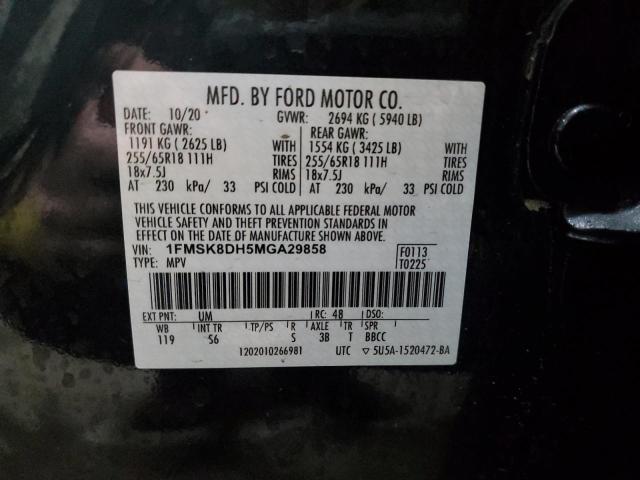 MFD. BY FORD MOTOR CO.
DATE: 10/20 GVWR: 2694 KG ( 5940 LB)
FRONT GAWR: REAR GAWR:
1191 KG ( 2625 LB) WITH 1554 KG ( 3425 LB) WITH
255/65R18 111H TIRES 255/65R18 111H TIRES
18x7.5J RIMS 18x7.5J RIMS
AT 230 kPa/ 33 PSI COLD AT 230 kPa/ 33 PSI COLD
THIS VEHICLE CONFORMS TO ALL APPLICABLE FEDERAL MOTOR
VEHICLE SAFETY AND THEFT PREVENTION STANDARDS IN EFFECT
ON THE DATE OF MANUFACTURE SHOWN ABOVE.
VIN: 1FMSK8DH5MGA29858 F0113
TYPE: MPV T0225
EXT PNT: UM RC: 48 DSO:
WB INT TR TP/PS R AXLE TR SPR
119 S6 S 3B T BBCC
1202010266981 UTC ▽ 5U5A-1520472-BA